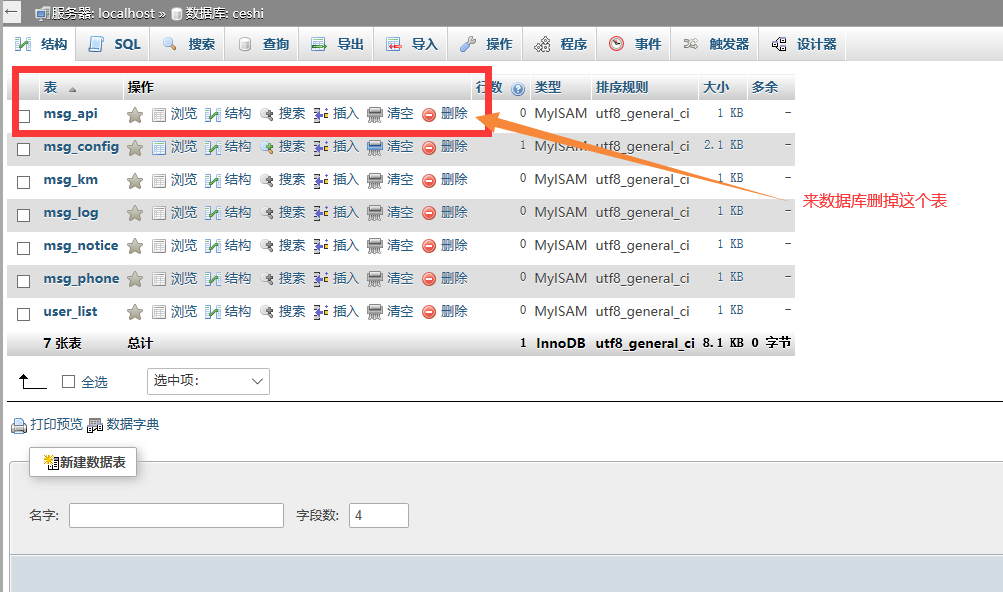 服务器: localhost » 数据库: ceshi
结构 SQL 搜索 查询 导出 导入 操作 程序 事件 触发器 设计器
表 操作 行数 类型 排序规则 大小 多余
msg_api 浏览 结构 搜索 插入 清空 删除 0 MyISAM utf8_general_ci 1 KB -
msg_config 浏览 结构 搜索 插入 清空 删除 1 MyISAM utf8_general_ci 2.1 KB -
msg_km 浏览 结构 搜索 插入 清空 删除 0 MyISAM utf8_general_ci 1 KB -
来数据库删掉这个表
msg_log 浏览 结构 搜索 插入 清空 删除 0 MyISAM utf8_general_ci 1 KB -
msg_notice 浏览 结构 搜索 插入 清空 删除 0 MyISAM utf8_general_ci 1 KB -
msg_phone 浏览 结构 搜索 插入 清空 删除 0 MyISAM utf8_general_ci 1 KB -
user_list 浏览 结构 搜索 插入 清空 删除 0 MyISAM utf8_general_ci 1 KB -
7 张表 总计 1 InnoDB utf8_general_ci 8.1 KB 0 字节
全选 选中项:
打印预览 数据字典
新建数据表
名字: 字段数: 4